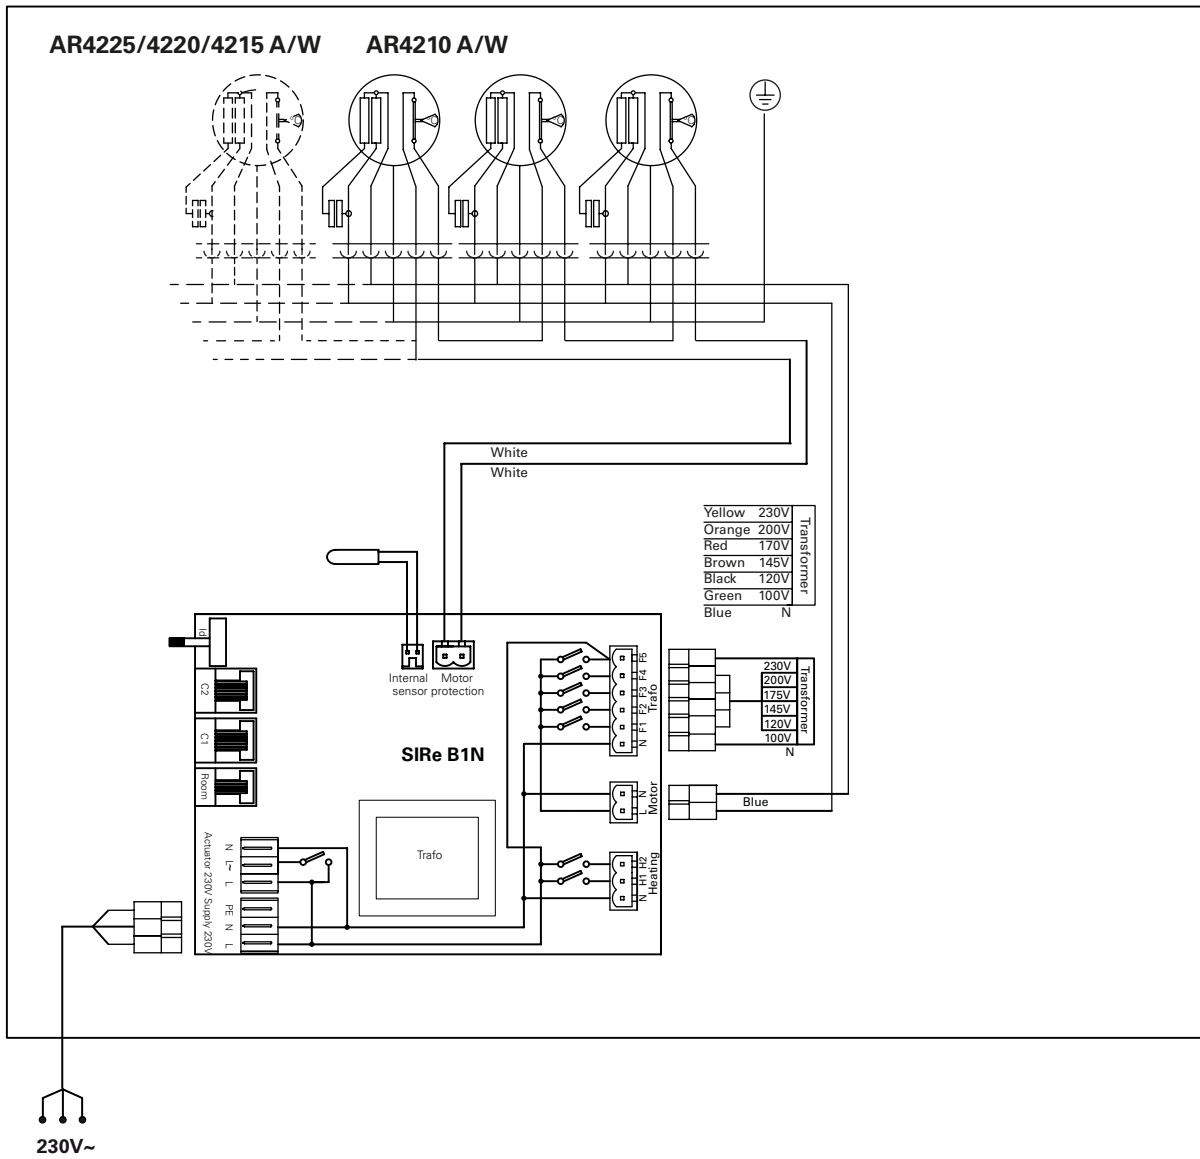 AR4225/4220/4215 A/W AR4210 A/W
White
White
Yellow 230V
Orange 200V
Red 170V
Brown 145V
Black 120V
Green 100V
Blue N
Transformer
Id
C2
C1
Room
Internal sensor
Motor protection
SIRe B1N
Trafo
F5
F4
F3
F2
F1
N
Trafo
230V
200V
175V
145V
120V
100V
N
Transformer
N
L
Motor
Blue
H2
H1
N
Heating
N
L~
L
Actuator 230V
PE
N
L
Supply 230V
230V~